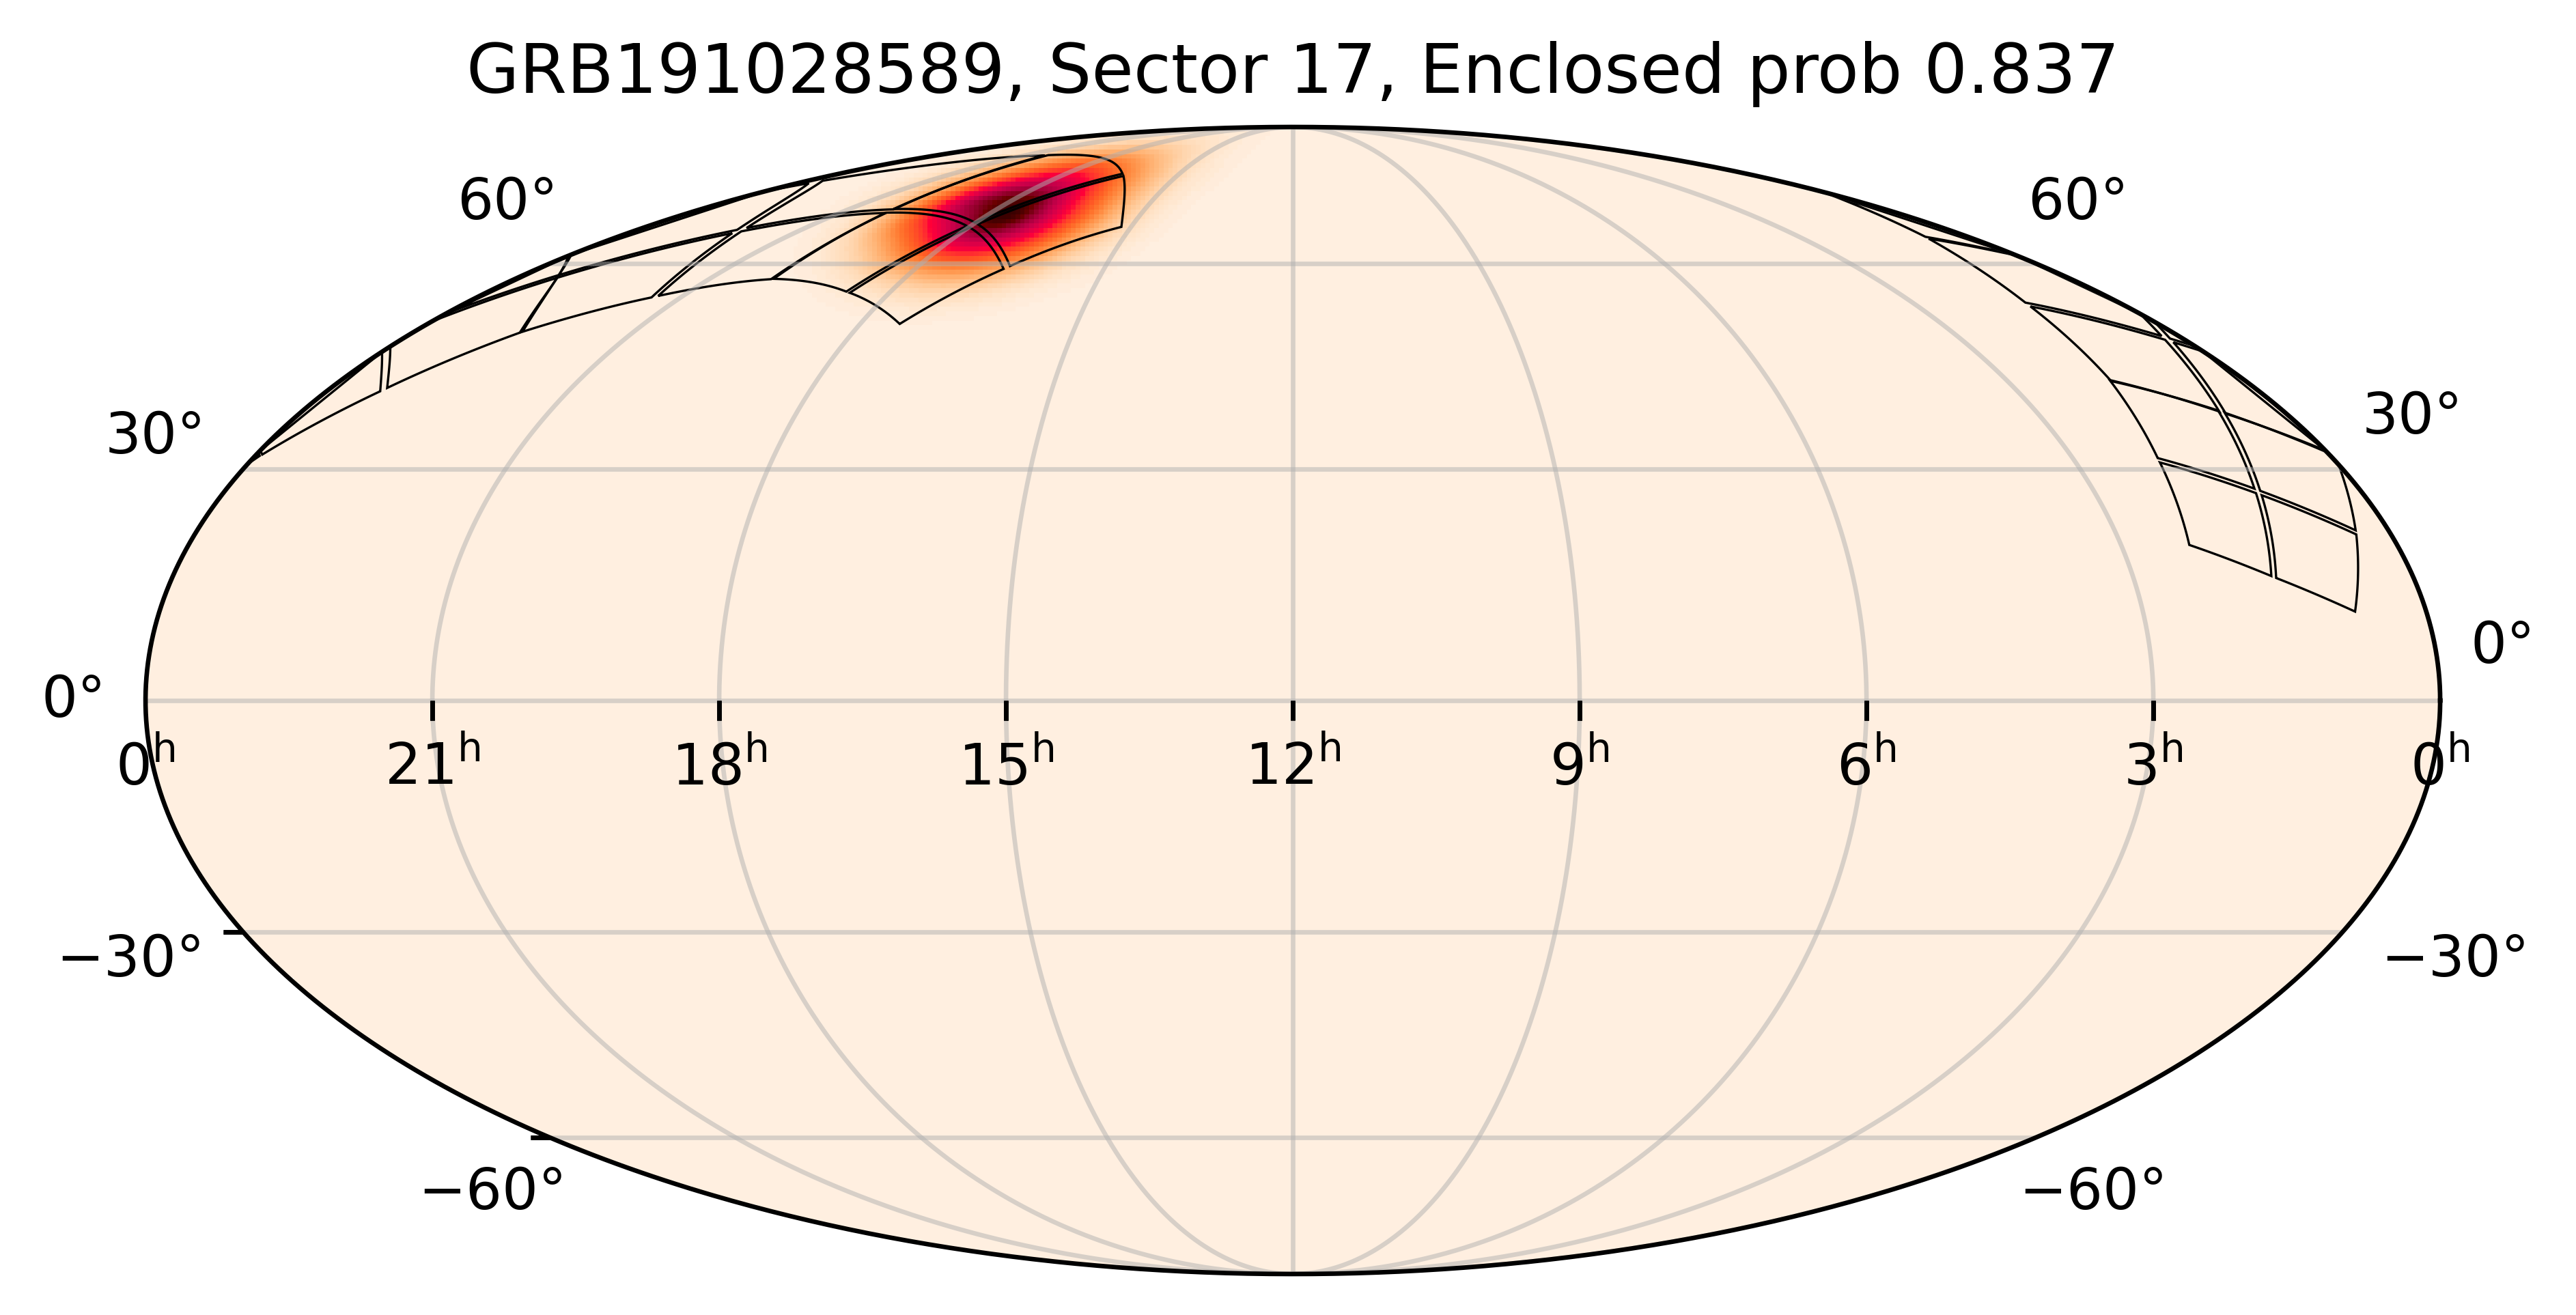 GRB191028589, Sector 17, Enclosed prob 0.837
60° 60°
30° 30°
0° 0°
0ʰ 21ʰ 18ʰ 15ʰ 12ʰ 9ʰ 6ʰ 3ʰ 0ʰ
−30° −30°
−60° −60°